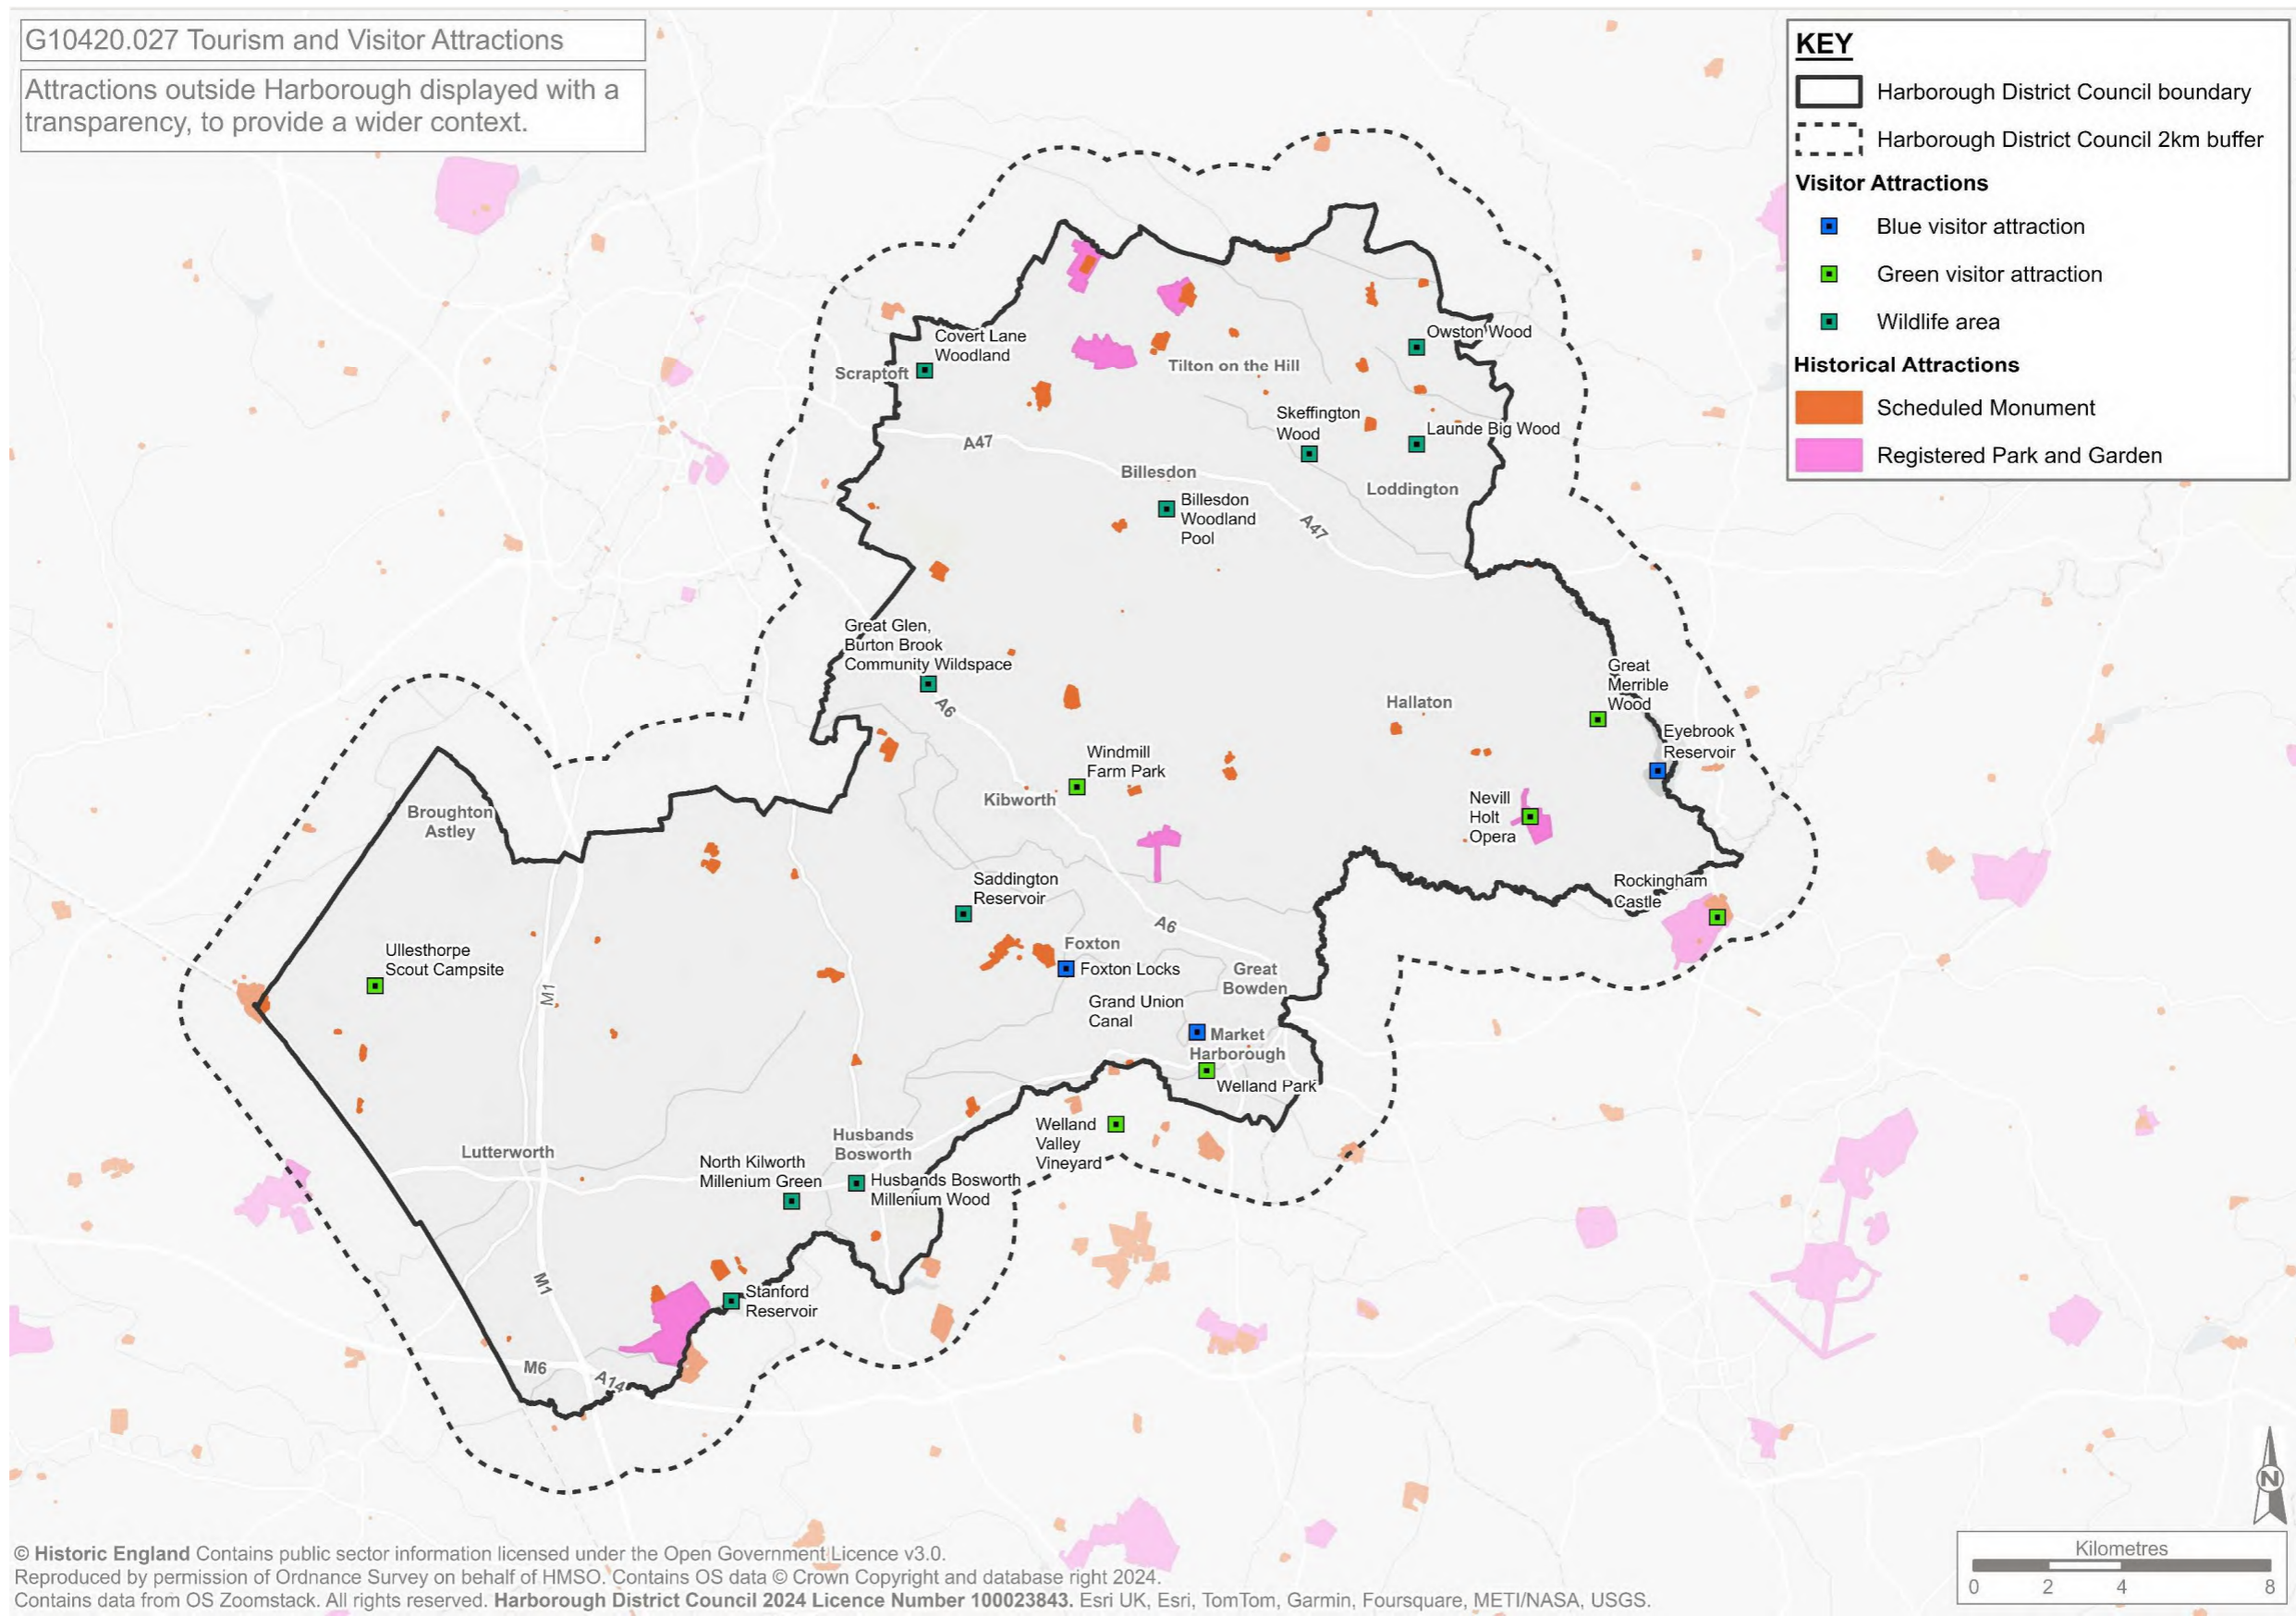 G10420.027 Tourism and Visitor Attractions
Attractions outside Harborough displayed with a
transparency, to provide a wider context.
KEY
Harborough District Council boundary
Harborough District Council 2km buffer
Visitor Attractions
Blue visitor attraction
Green visitor attraction
Wildlife area
Historical Attractions
Scheduled Monument
Registered Park and Garden
Covert Lane
Woodland
Scraptoft
Owston Wood
Tilton on the Hill
Skeffington
Wood
Launde Big Wood
A47
Billesdon
Loddington
Billesdon
Woodland
Pool
A47
Great Glen,
Burton Brook
Community Wildspace
A6
Great
Merrible
Wood
Hallaton
Eyebrook
Reservoir
Windmill
Farm Park
Kibworth
Nevill
Holt
Opera
Broughton
Astley
Saddington
Reservoir
Rockingham
Castle
A6
Ullesthorpe
Scout Campsite
Foxton
Foxton Locks
Great
Bowden
M1
Grand Union
Canal
Market
Harborough
Welland Park
Welland
Valley
Vineyard
Husbands
Bosworth
Lutterworth
North Kilworth
Millenium Green
Husbands Bosworth
Millenium Wood
M1
Stanford
Reservoir
M6
A14
N
Kilometres
0 2 4 8
© Historic England Contains public sector information licensed under the Open Government Licence v3.0.
Reproduced by permission of Ordnance Survey on behalf of HMSO. Contains OS data © Crown Copyright and database right 2024.
Contains data from OS Zoomstack. All rights reserved. Harborough District Council 2024 Licence Number 100023843. Esri UK, Esri, TomTom, Garmin, Foursquare, METI/NASA, USGS.